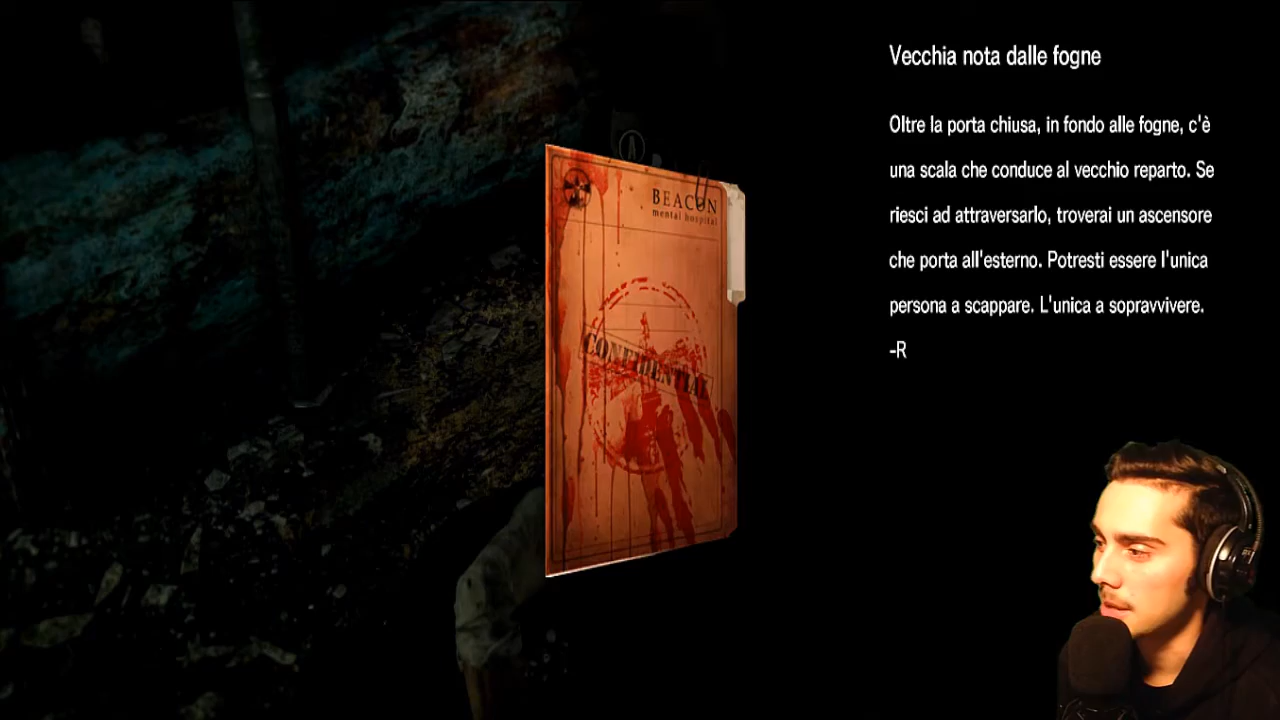 Vecchia nota dalle fogne
Oltre la porta chiusa, in fondo alle fogne, c'è
una scala che conduce al vecchio reparto. Se
riesci ad attraversarlo, troverai un ascensore
che porta all'esterno. Potresti essere l'unica
persona a scappare. L'unica a sopravvivere.
-R
BEACON
mental hospital
CONFIDENTIAL